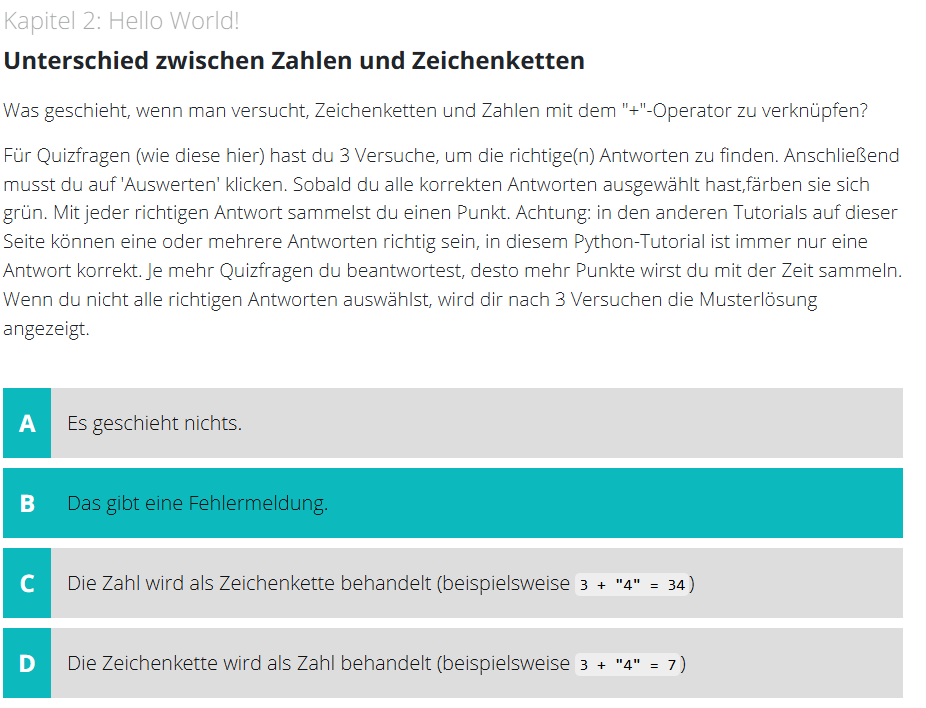 Kapitel 2: Hello World!
Unterschied zwischen Zahlen und Zeichenketten
Was geschieht, wenn man versucht, Zeichenketten und Zahlen mit dem "+"-Operator zu verknüpfen?
Für Quizfragen (wie diese hier) hast du 3 Versuche, um die richtige(n) Antworten zu finden. Anschließend
musst du auf 'Auswerten' klicken. Sobald du alle korrekten Antworten ausgewählt hast,färben sie sich
grün. Mit jeder richtigen Antwort sammelst du einen Punkt. Achtung: in den anderen Tutorials auf dieser
Seite können eine oder mehrere Antworten richtig sein, in diesem Python-Tutorial ist immer nur eine
Antwort korrekt. Je mehr Quizfragen du beantwortest, desto mehr Punkte wirst du mit der Zeit sammeln.
Wenn du nicht alle richtigen Antworten auswählst, wird dir nach 3 Versuchen die Musterlösung
angezeigt.
A Es geschieht nichts.
B Das gibt eine Fehlermeldung.
C Die Zahl wird als Zeichenkette behandelt (beispielsweise 3 + "4" = 34)
D Die Zeichenkette wird als Zahl behandelt (beispielsweise 3 + "4" = 7)